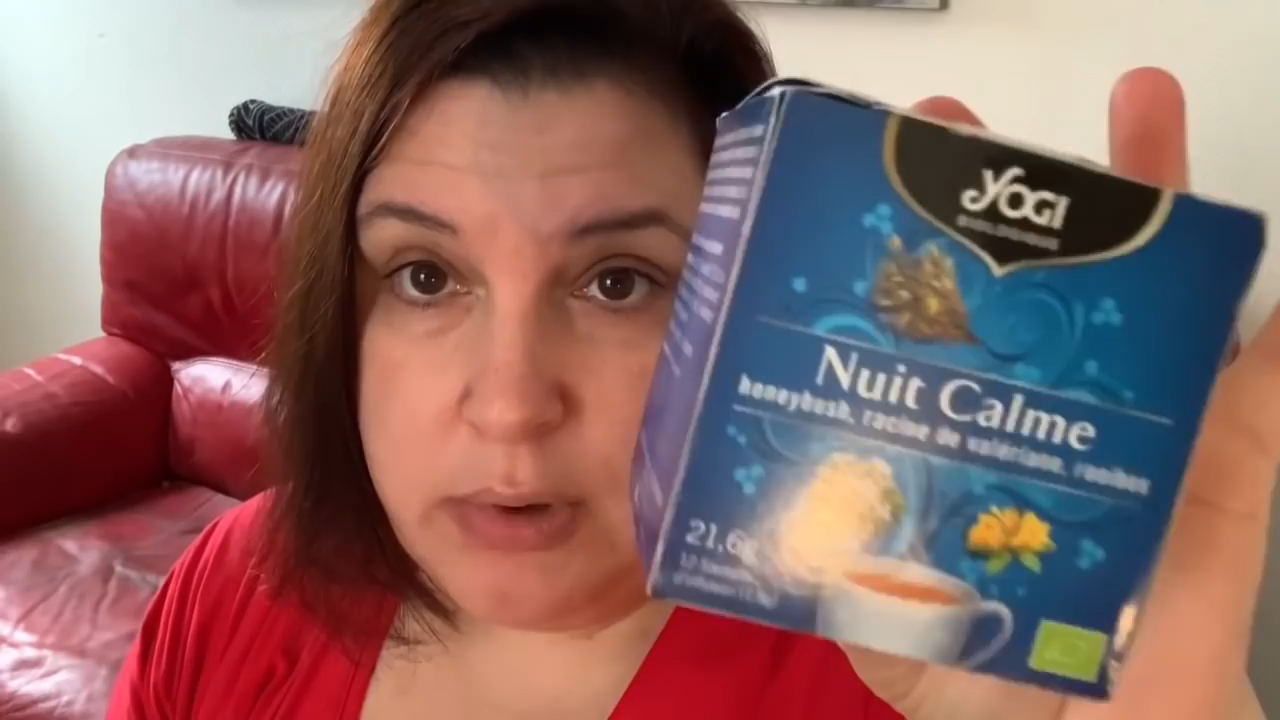 YOGI
Nuit Calme
honeybush, racine de valériane, rooibos
21,6g